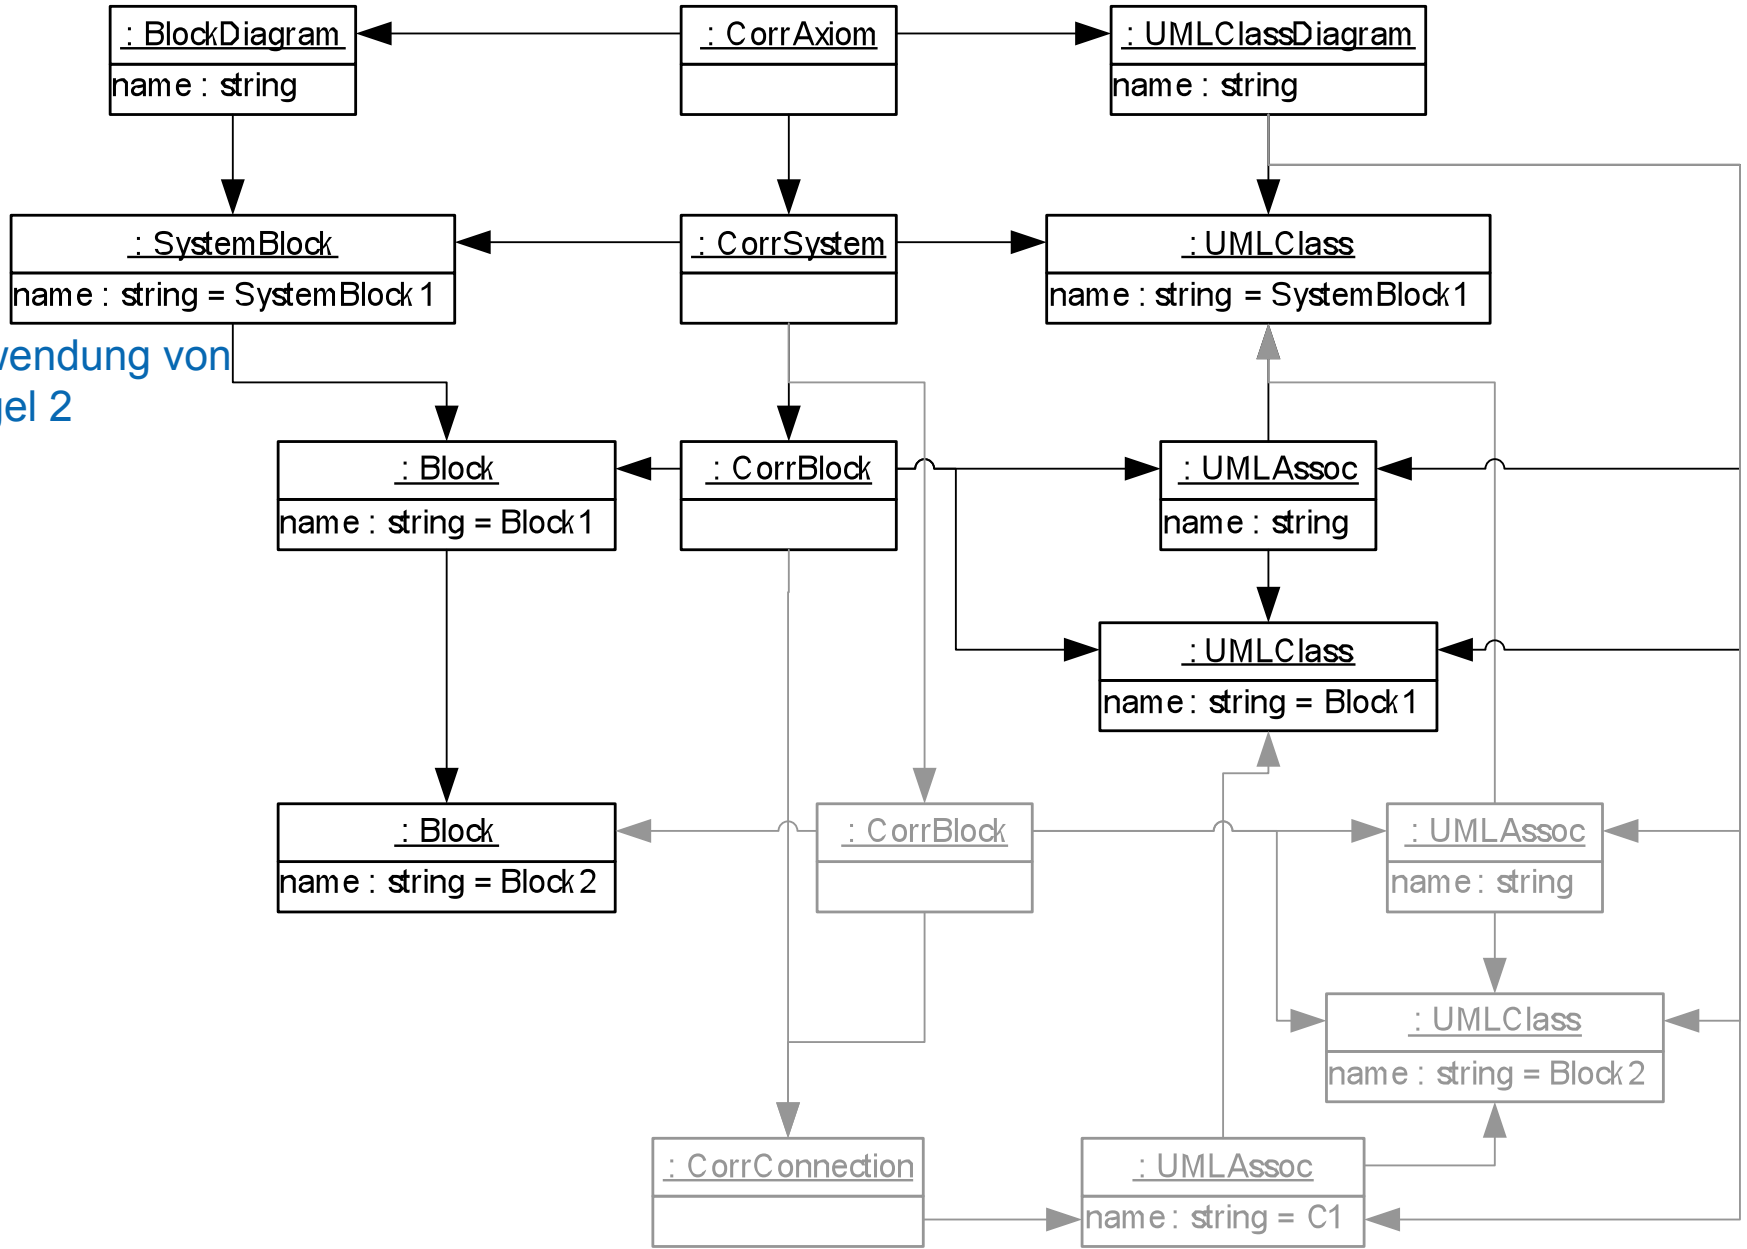 : BlockDiagram
name : string
: CorrAxiom
: UMLClassDiagram
name : string
: SystemBlock
name : string = SystemBlock1
: CorrSystem
: UMLClass
name : string = SystemBlock1
wendung von
gel 2
: Block
name : string = Block1
: CorrBlock
: UMLAssoc
name : string
: UMLClass
name : string = Block1
: Block
name : string = Block2
: CorrBlock
: UMLAssoc
name : string
: UMLClass
name : string = Block2
: CorrConnection
: UMLAssoc
name : string = C1